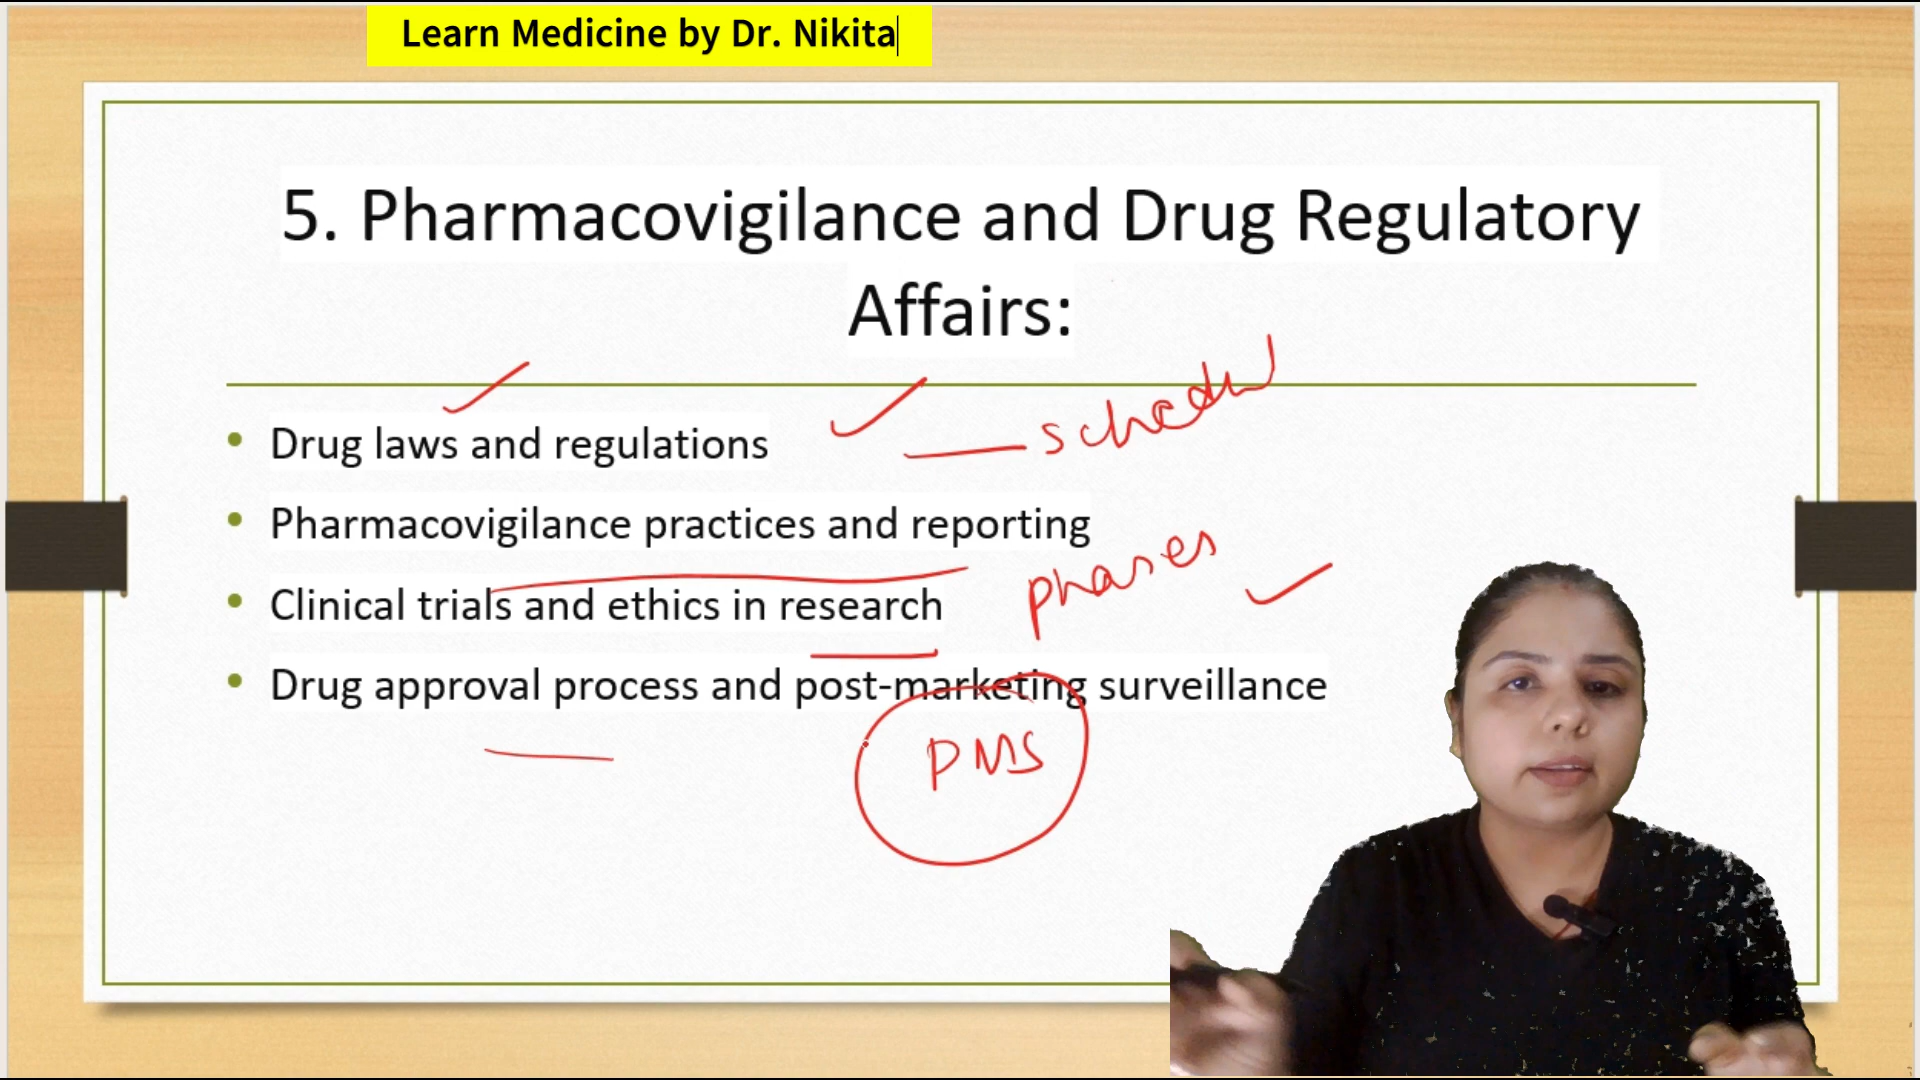 Learn Medicine by Dr. Nikita
5. Pharmacovigilance and Drug Regulatory
Affairs:
Drug laws and regulations
Pharmacovigilance practices and reporting
phases
Clinical trials and ethics in research
Drug approval process and post-marketing surveillance
PMS